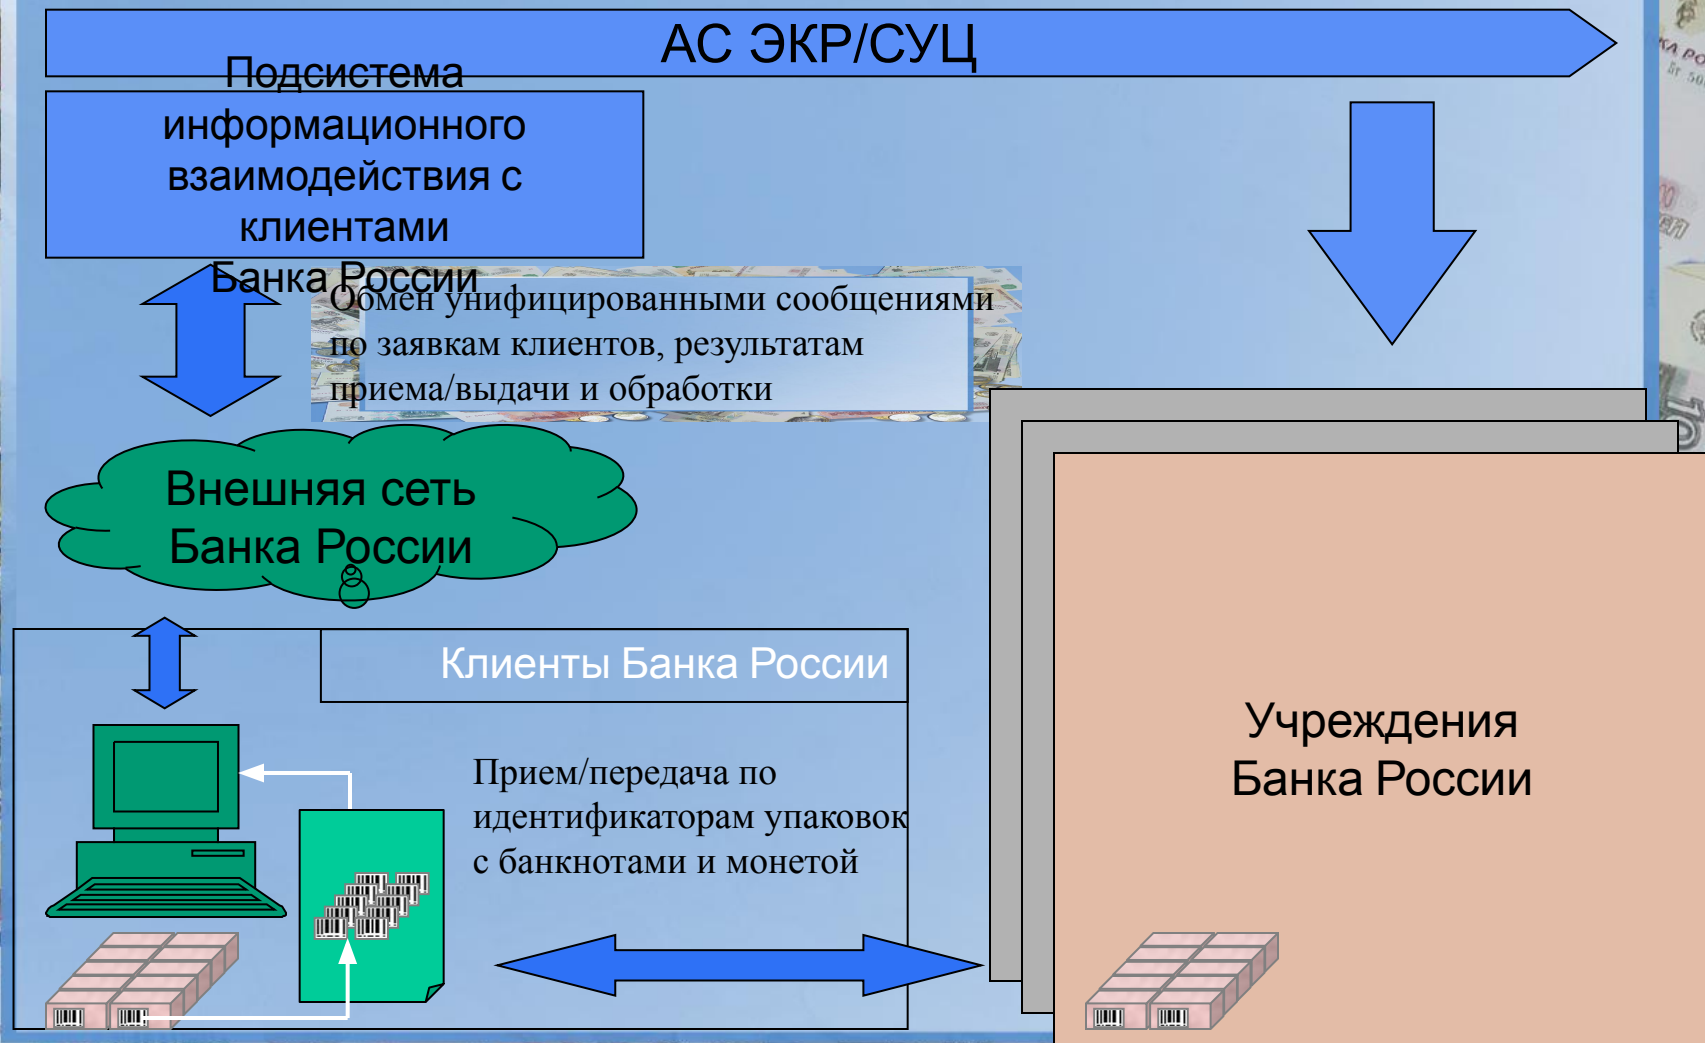 АС ЭКР/СУЦ
Подсистема
информационного
взаимодействия с
клиентами
Банка России
Обмен унифицированными сообщениями
по заявкам клиентов, результатам
приема/выдачи и обработки
Внешняя сеть
Банка России
Клиенты Банка России
Прием/передача по
идентификаторам упаковок
с банкнотами и монетой
Учреждения
Банка России